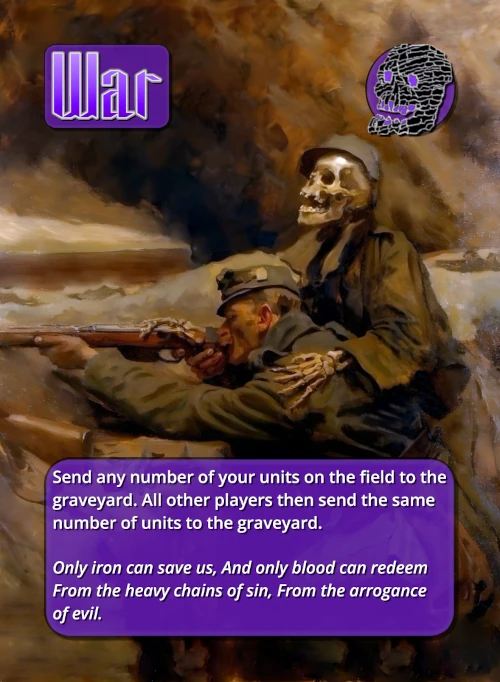 War
Send any number of your units on the field to the
graveyard. All other players then send the same
number of units to the graveyard.
Only iron can save us, And only blood can redeem
From the heavy chains of sin, From the arrogance
of evil.